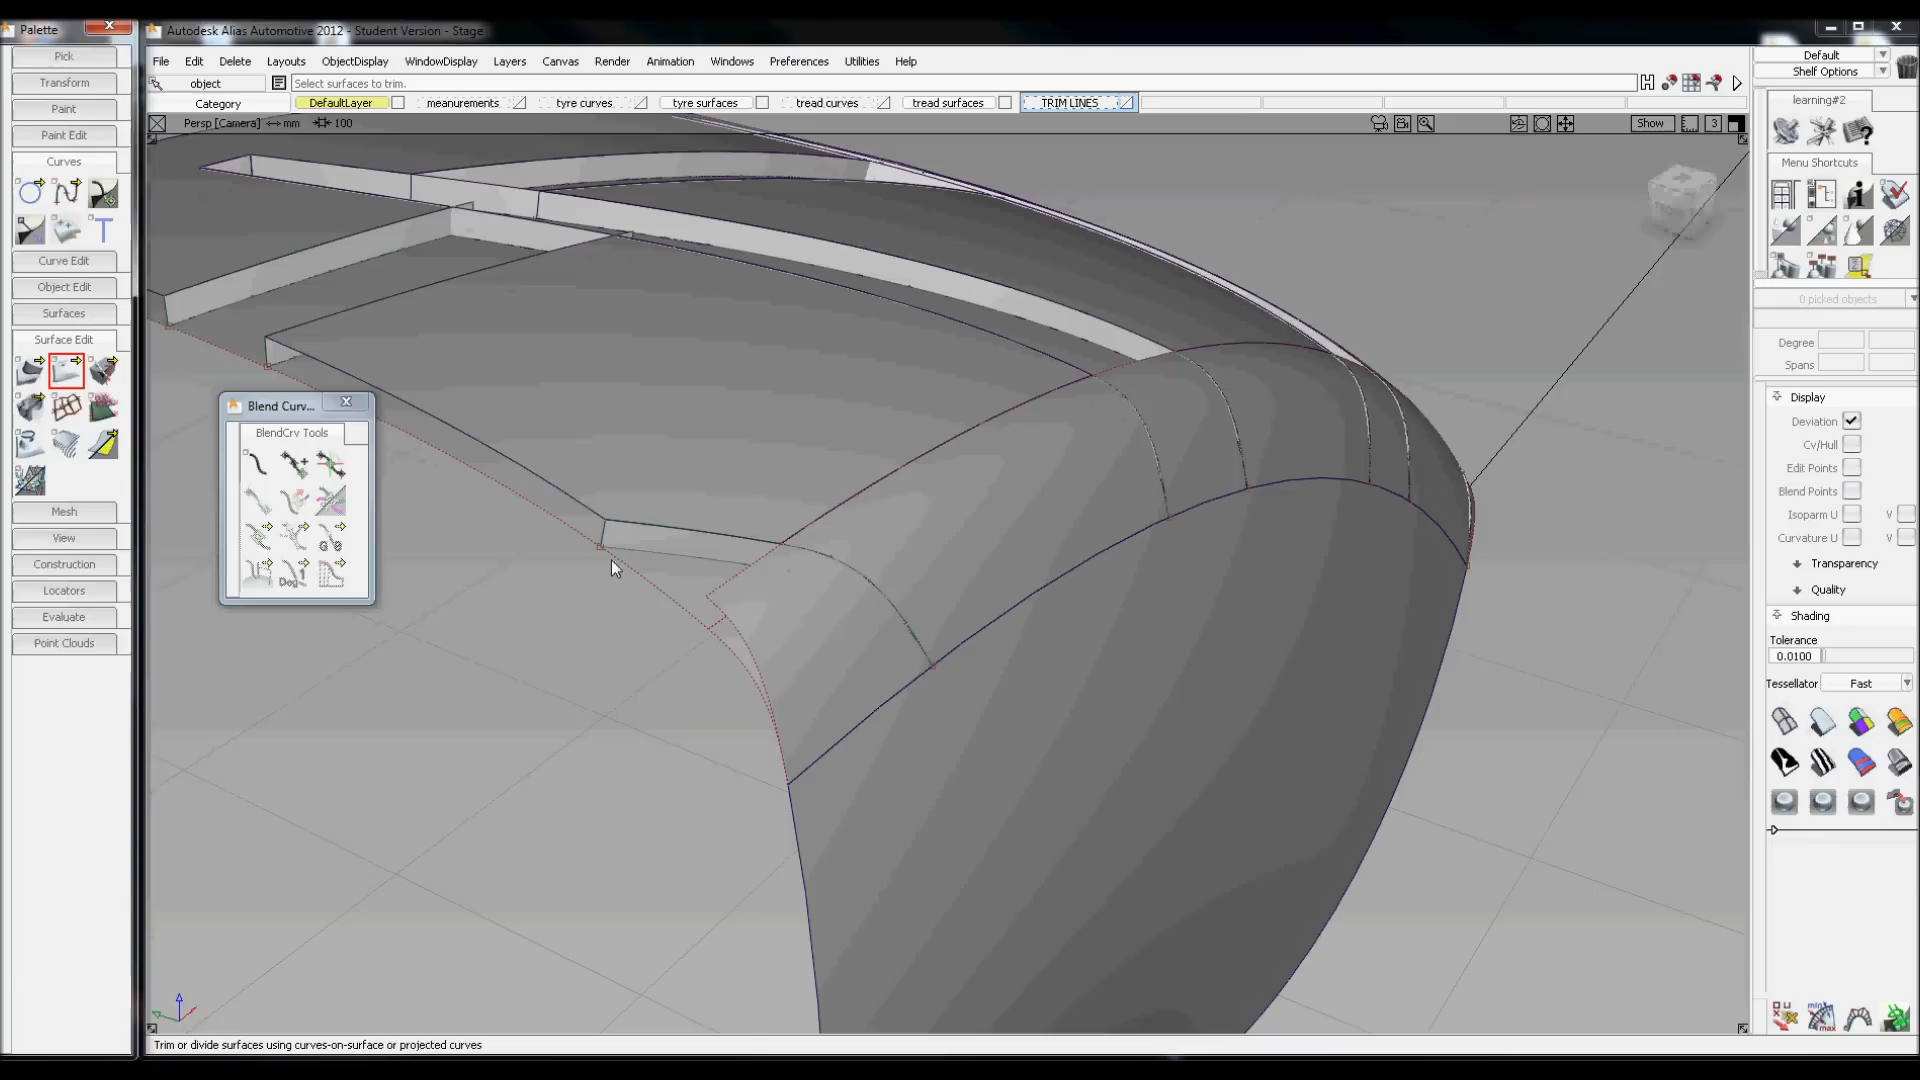 Palette
Autodesk Alias Automotive 2012 - Student Version - Stage
File Edit Delete Layouts ObjectDisplay WindowDisplay Layers Canvas Render Animation Windows Preferences Utilities Help
object
Select surfaces to trim.
Category DefaultLayer meanurements tyre curves tyre surfaces tread curves tread surfaces TRIM LINES
Persp [Camera] mm 100
Show
3
Pick
Transform
Paint
Paint Edit
Curves
T
Curve Edit
Object Edit
Surfaces
Surface Edit
Mesh
View
Construction
Locators
Evaluate
Point Clouds
Blend Curv...
BlendCrv Tools
G 0
Deg 1
Default
Shelf Options
learning#2
Menu Shortcuts
0 picked objects
Degree
Spans
Display
Deviation
Cv/Hull
Edit Points
Blend Points
Isoparm U V
Curvature U V
Transparency
Quality
Shading
Tolerance
0.0100
Tessellator Fast
Trim or divide surfaces using curves-on-surface or projected curves